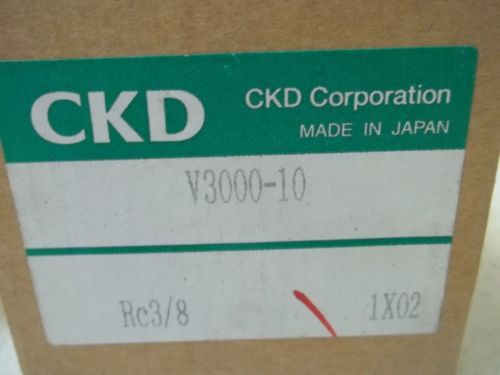 CKD
CKD Corporation
MADE IN JAPAN
V3000-10
Rc3/8 1X02